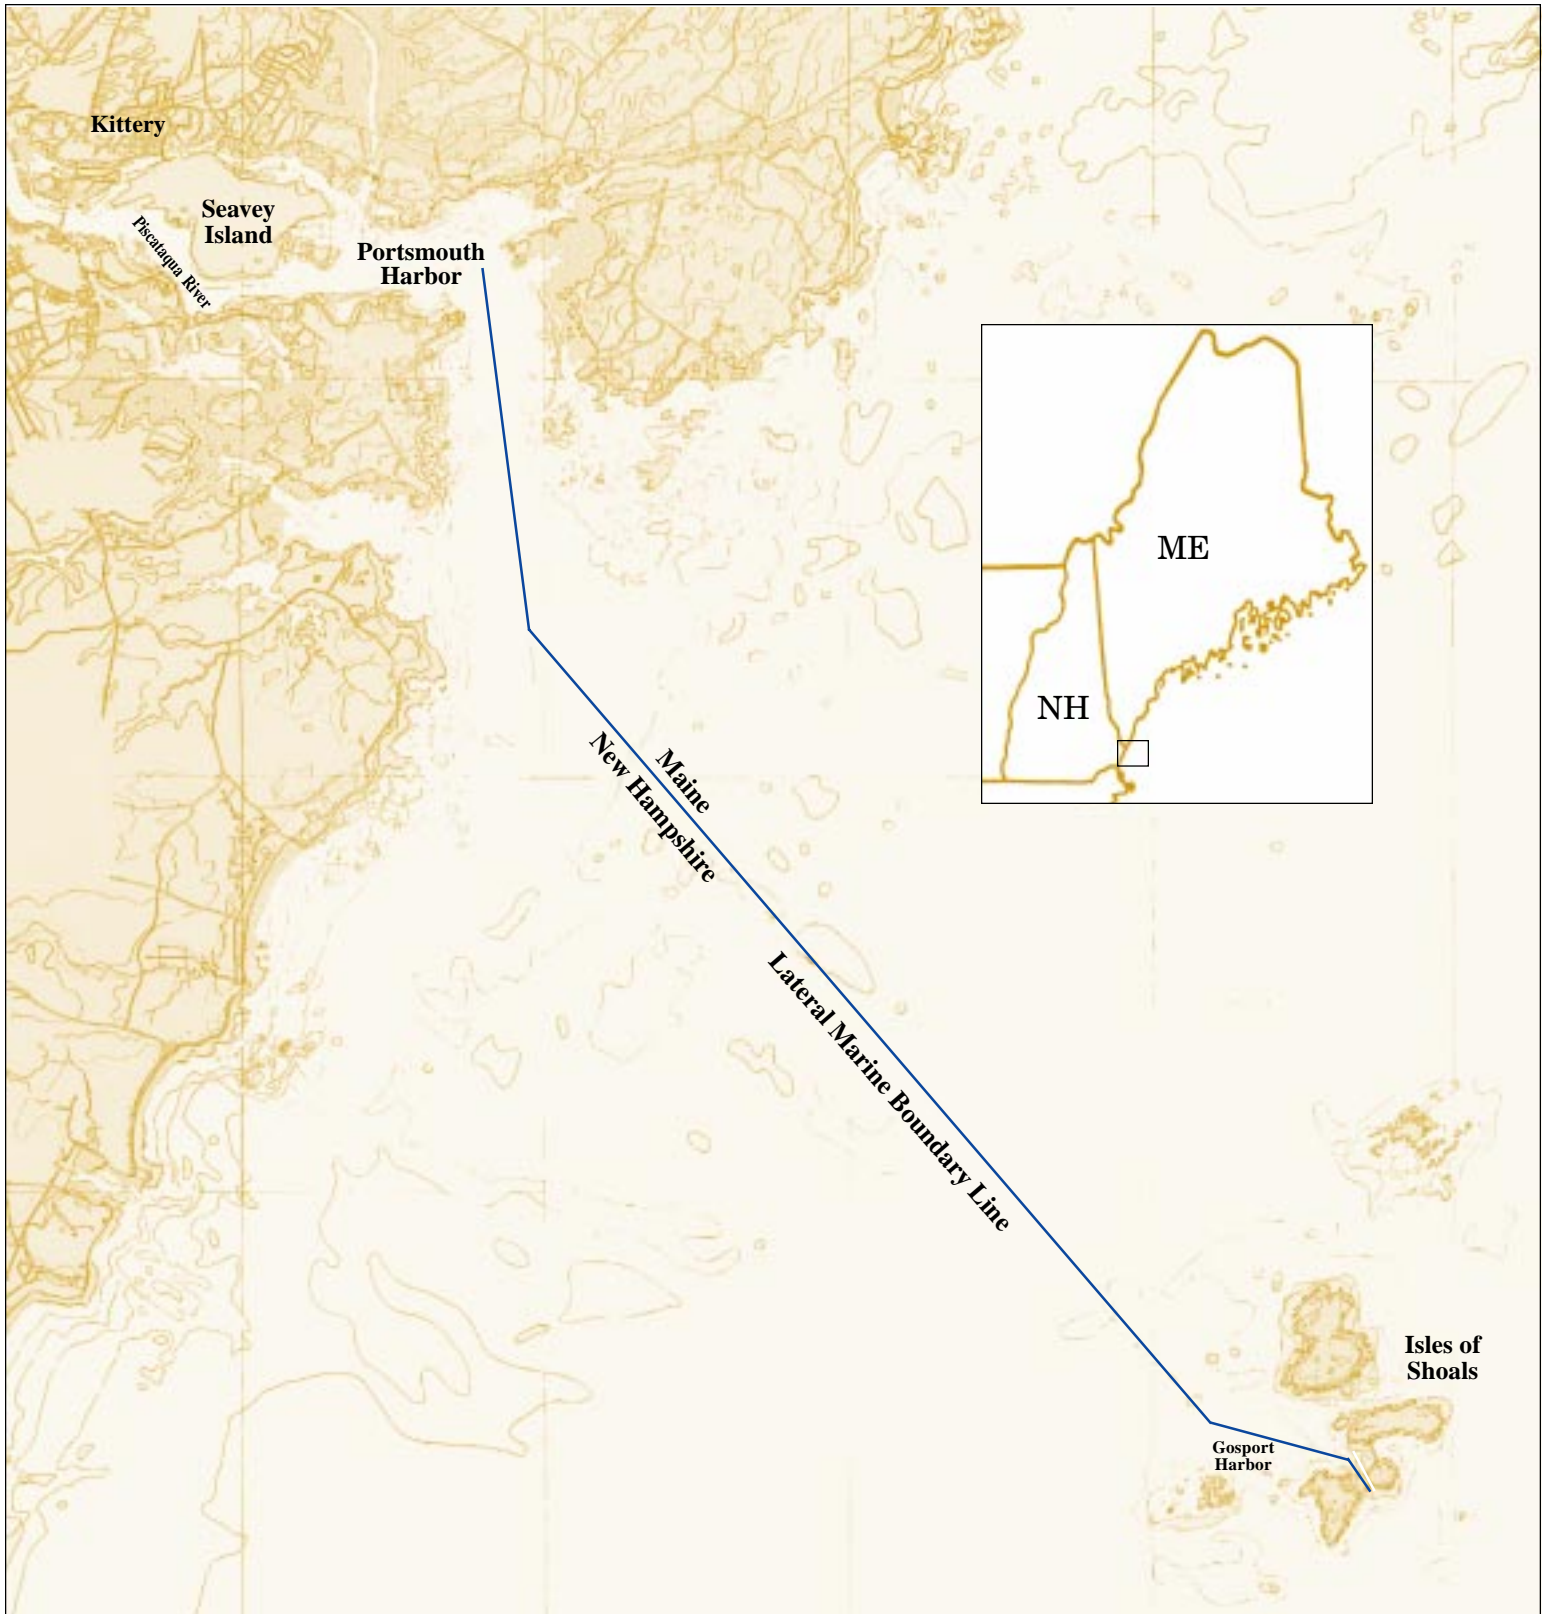 Kittery
Seavey
Island
Piscataqua River
Portsmouth
Harbor
ME
NH
Maine
New Hampshire
Lateral Marine Boundary Line
Isles of
Shoals
Gosport
Harbor